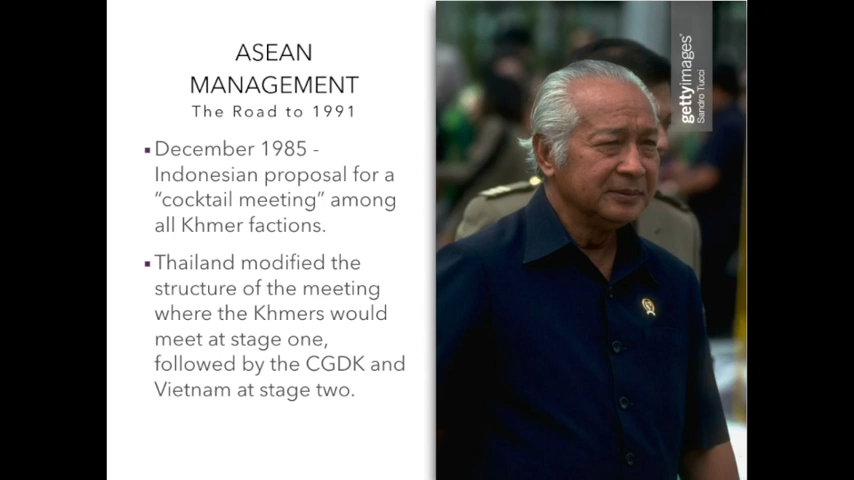 ASEAN
MANAGEMENT
The Road to 1991
▪ December 1985 -
Indonesian proposal for a
“cocktail meeting” among
all Khmer factions.
▪ Thailand modified the
structure of the meeting
where the Khmers would
meet at stage one,
followed by the CGDK and
Vietnam at stage two.
gettyimages®
Sandro Tucci